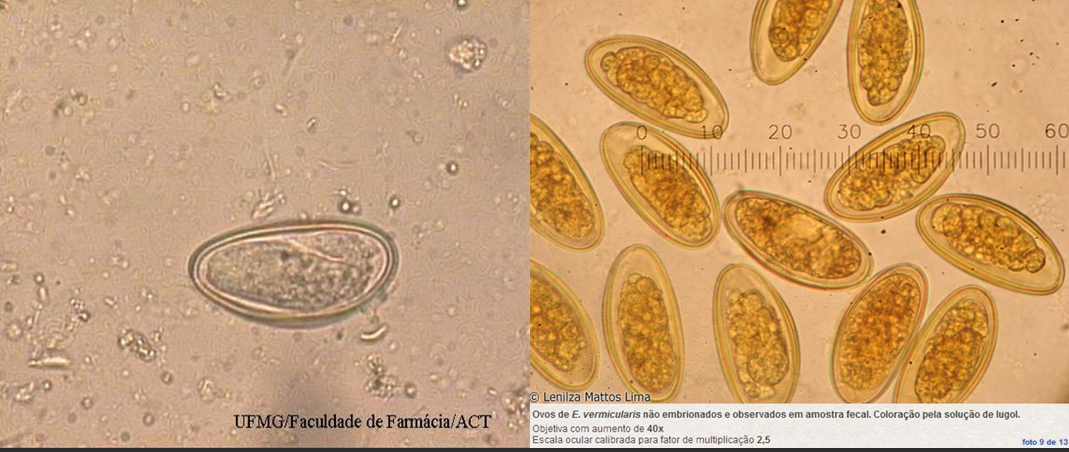 UFMG/Faculdade de Farmácia/ACT
0 10 20 30 40 50 60
© Lenilza Mattos Lima
Ovos de E. vermicularis não embrionados e observados em amostra fecal. Coloração pela solução de lugol.
Objetiva com aumento de 40x
Escala ocular calibrada para fator de multiplicação 2,5
foto 9 de 13